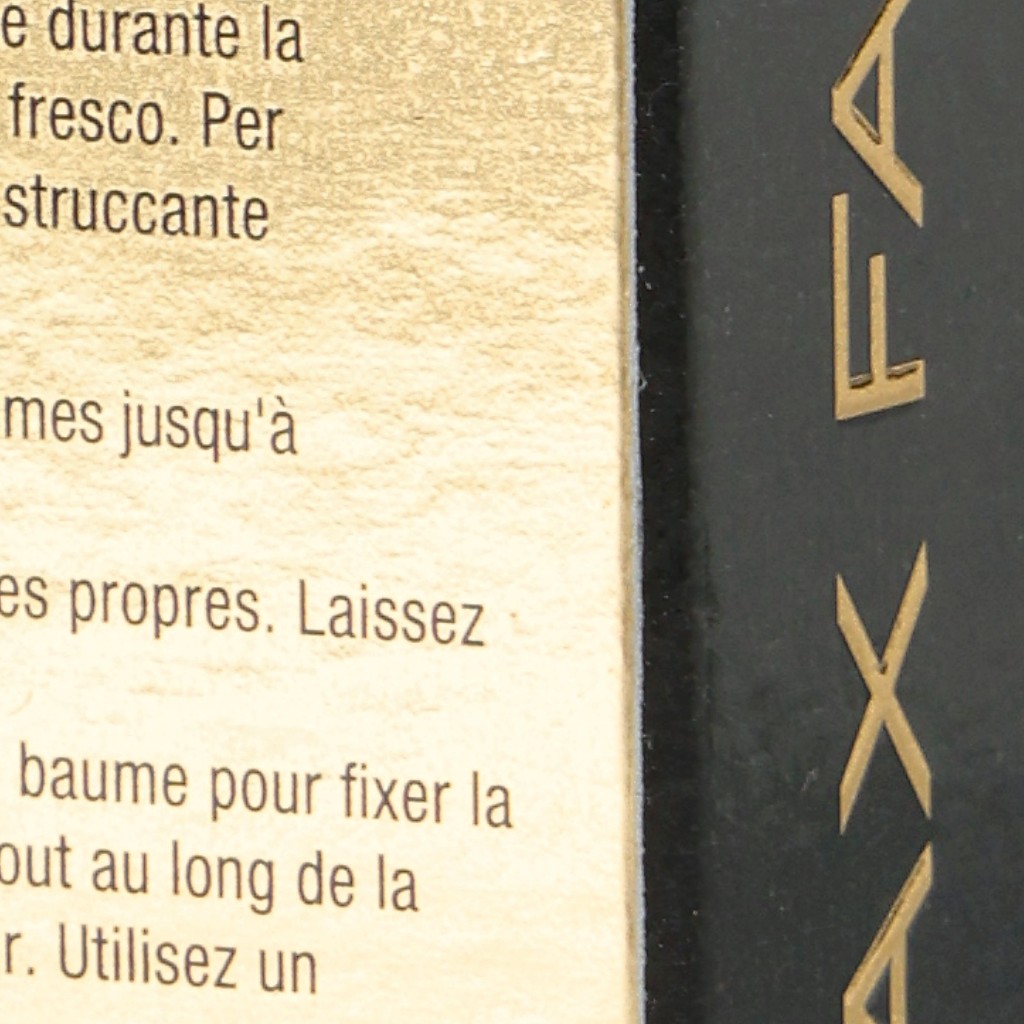 e durante la
fresco. Per
struccante
mes jusqu'à
es propres. Laissez
baume pour fixer la
out au long de la
r. Utilisez un
AX FA